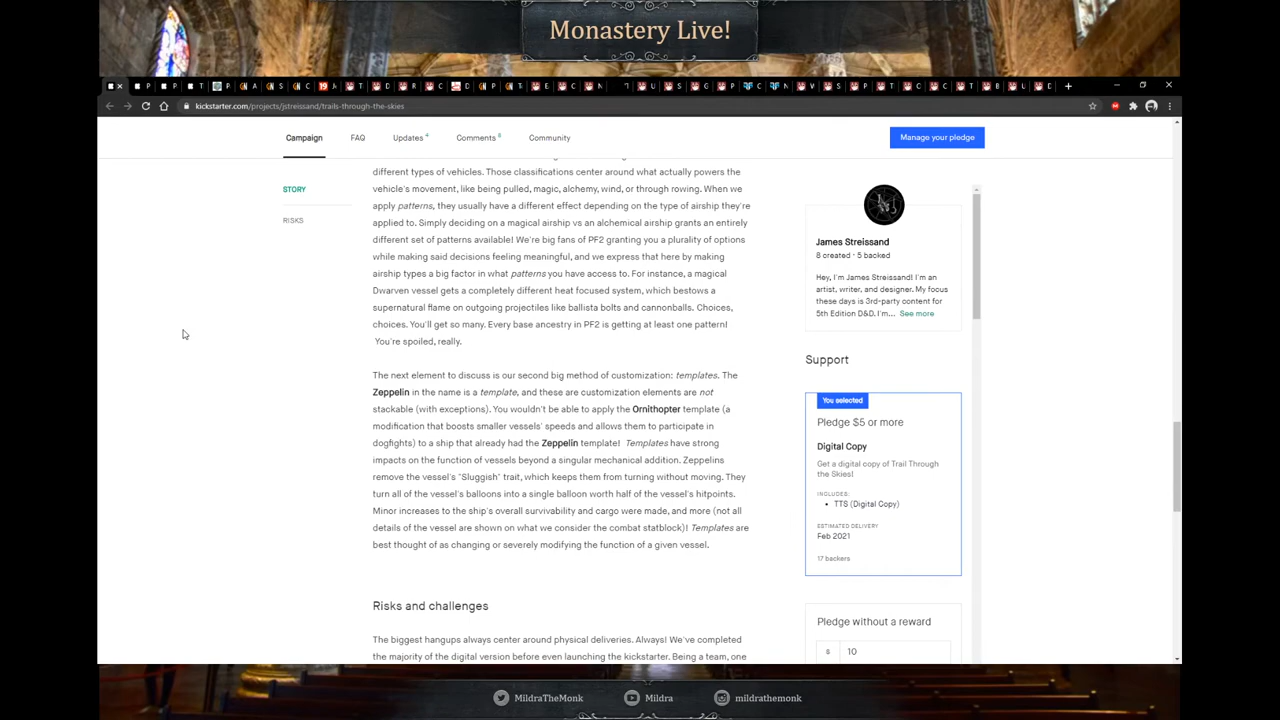 Monastery Live!
kickstarter.com/projects/jstreissand/trails-through-the-skies
Campaign
FAQ
Updates 4
Comments 8
Community
Manage your pledge
STORY
RISKS
different types of vehicles. Those classifications center around what actually powers the
vehicle's movement, like being pulled, magic, alchemy, wind, or through rowing. When we
apply patterns, they usually have a different effect depending on the type of airship they're
applied to. Simply deciding on a magical airship vs an alchemical airship grants an entirely
different set of patterns available! We're big fans of PF2 granting you a plurality of options
while making said decisions feeling meaningful, and we express that here by making
airship types a big factor in what patterns you have access to. For instance, a magical
Dwarven vessel gets a completely different heat focused system, which bestows a
supernatural flame on outgoing projectiles like ballista bolts and cannonballs. Choices,
choices. You'll get so many. Every base ancestry in PF2 is getting at least one pattern!
You're spoiled, really.
The next element to discuss is our second big method of customization: templates. The
Zeppelin in the name is a template, and these are customization elements are not
stackable (with exceptions). You wouldn't be able to apply the Ornithopter template (a
modification that boosts smaller vessels' speeds and allows them to participate in
dogfights) to a ship that already had the Zeppelin template! Templates have strong
impacts on the function of vessels beyond a singular mechanical addition. Zeppelins
remove the vessel's "Sluggish" trait, which keeps them from turning without moving. They
turn all of the vessel's balloons into a single balloon worth half of the vessel's hitpoints.
Minor increases to the ship's overall survivability and cargo were made, and more (not all
details of the vessel are shown on what we consider the combat statblock)! Templates are
best thought of as changing or severely modifying the function of a given vessel.
Risks and challenges
The biggest hangups always center around physical deliveries. Always! We've completed
the majority of the digital version before even launching the kickstarter. Being a team, one
James Streissand
8 created · 5 backed
Hey, I'm James Streissand! I'm an
artist, writer, and designer. My focus
these days is 3rd-party content for
5th Edition D&D. I'm... See more
Support
You selected
Pledge $5 or more
Digital Copy
Get a digital copy of Trail Through
the Skies!
INCLUDES:
• TTS (Digital Copy)
ESTIMATED DELIVERY
Feb 2021
17 backers
Pledge without a reward
$ 10
MildraTheMonk
Mildra
mildrathemonk